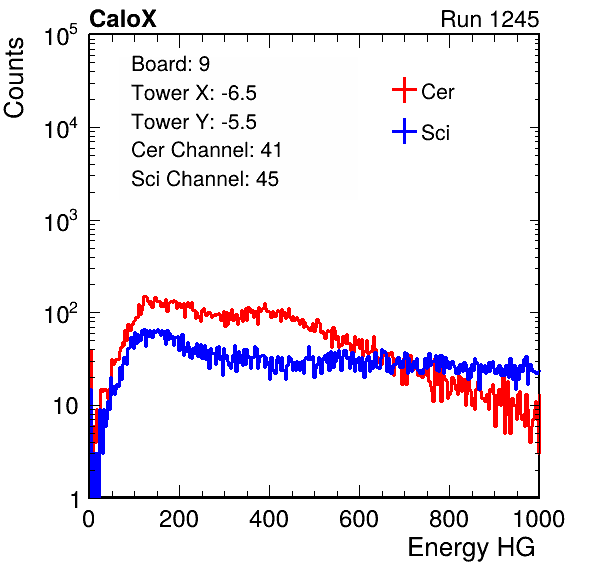 CaloX Run 1245
Counts
10^5
10^4
10^3
10^2
10
1
Board: 9
Tower X: -6.5
Tower Y: -5.5
Cer Channel: 41
Sci Channel: 45
Cer
Sci
0 200 400 600 800 1000
Energy HG